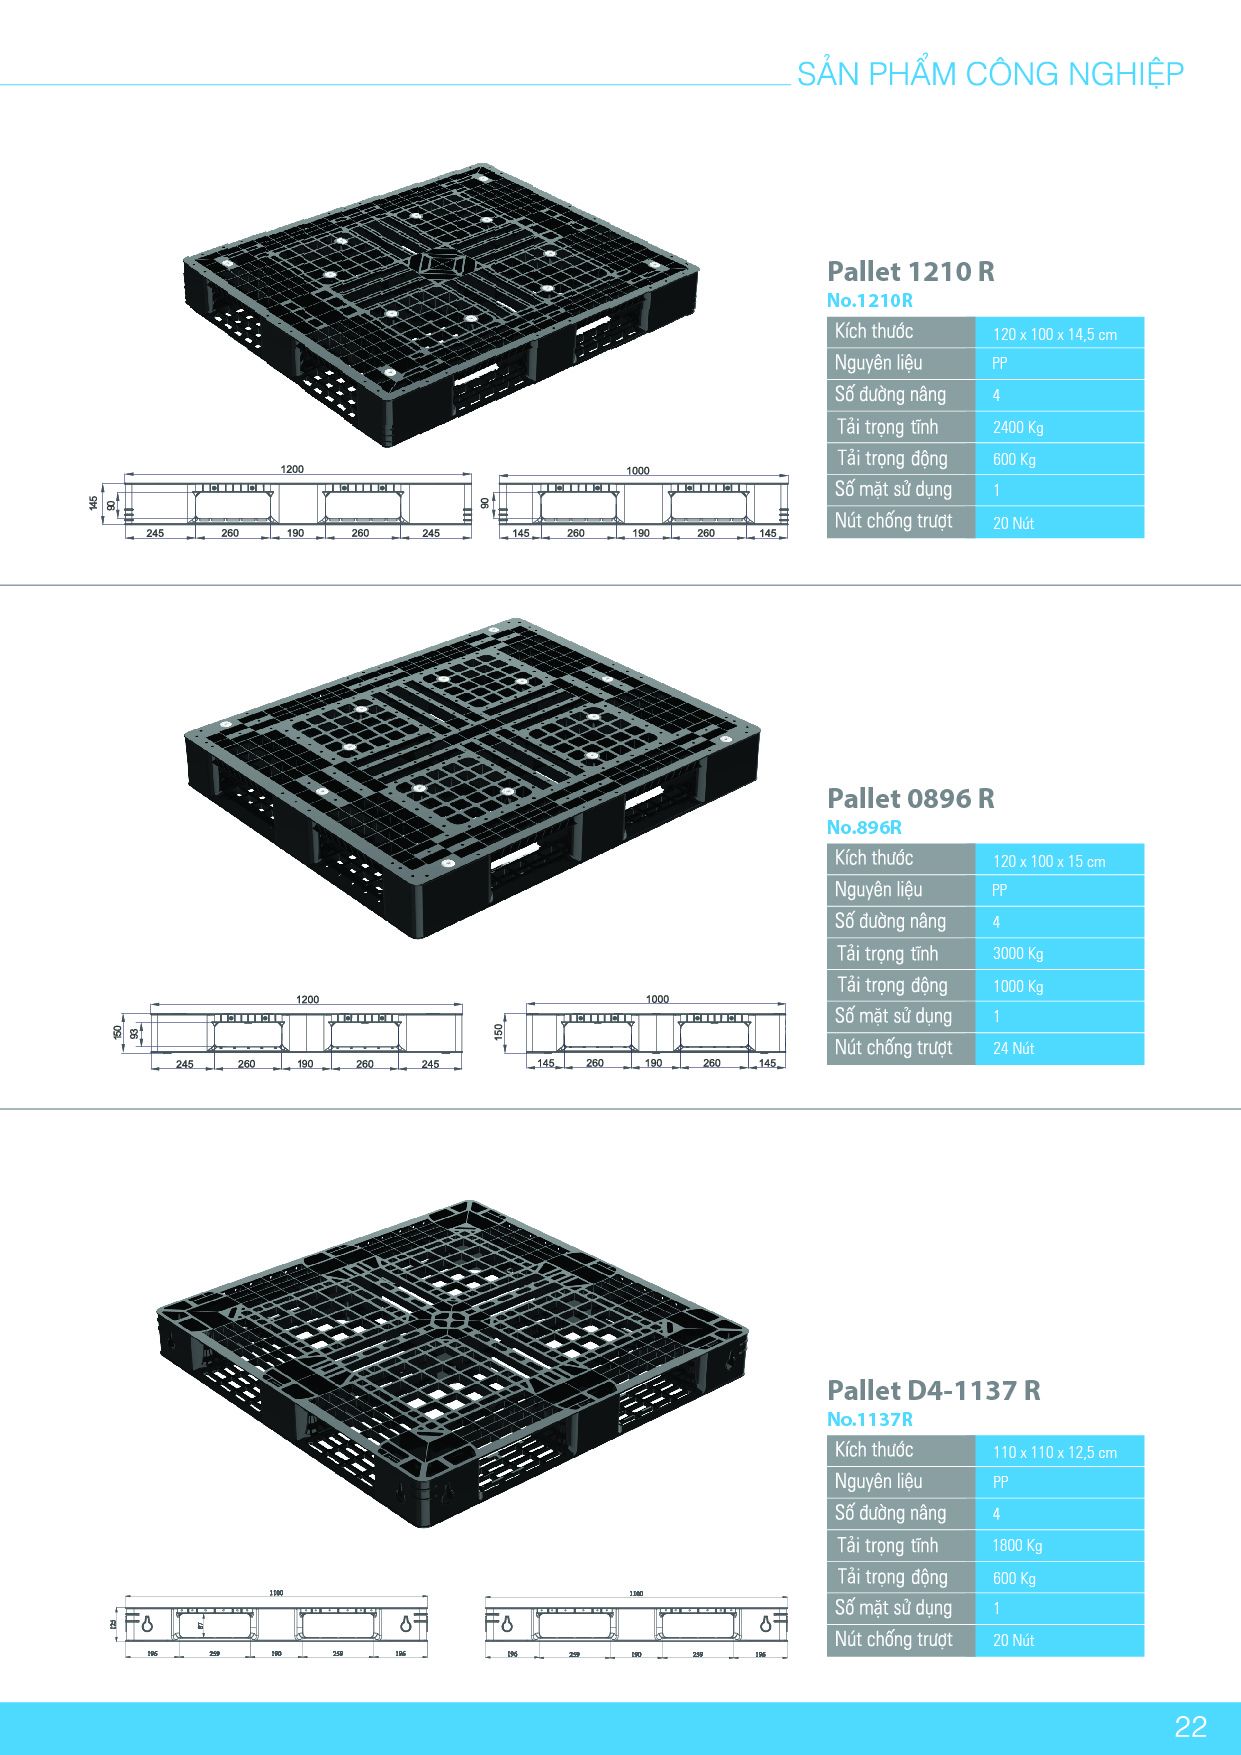 SẢN PHẨM CÔNG NGHIỆP
Pallet 1210 R
No.1210R
Kích thước 120 x 100 x 14,5 cm
Nguyên liệu PP
Số đường nâng 4
Tải trọng tĩnh 2400 Kg
Tải trọng động 600 Kg
Số mặt sử dụng 1
Nút chống trượt 20 Nút
1200
145 90
245 260 190 260 245
1000
90
145 260 190 260 145
Pallet 0896 R
No.896R
Kích thước 120 x 100 x 15 cm
Nguyên liệu PP
Số đường nâng 4
Tải trọng tĩnh 3000 Kg
Tải trọng động 1000 Kg
Số mặt sử dụng 1
Nút chống trượt 24 Nút
1200
150 93
245 260 190 260 245
1000
150
145 260 190 260 145
Pallet D4-1137 R
No.1137R
Kích thước 110 x 110 x 12,5 cm
Nguyên liệu PP
Số đường nâng 4
Tải trọng tĩnh 1800 Kg
Tải trọng động 600 Kg
Số mặt sử dụng 1
Nút chống trượt 20 Nút
1100
125 87
196 259 190 259 196
1100
196 259 190 259 196
22